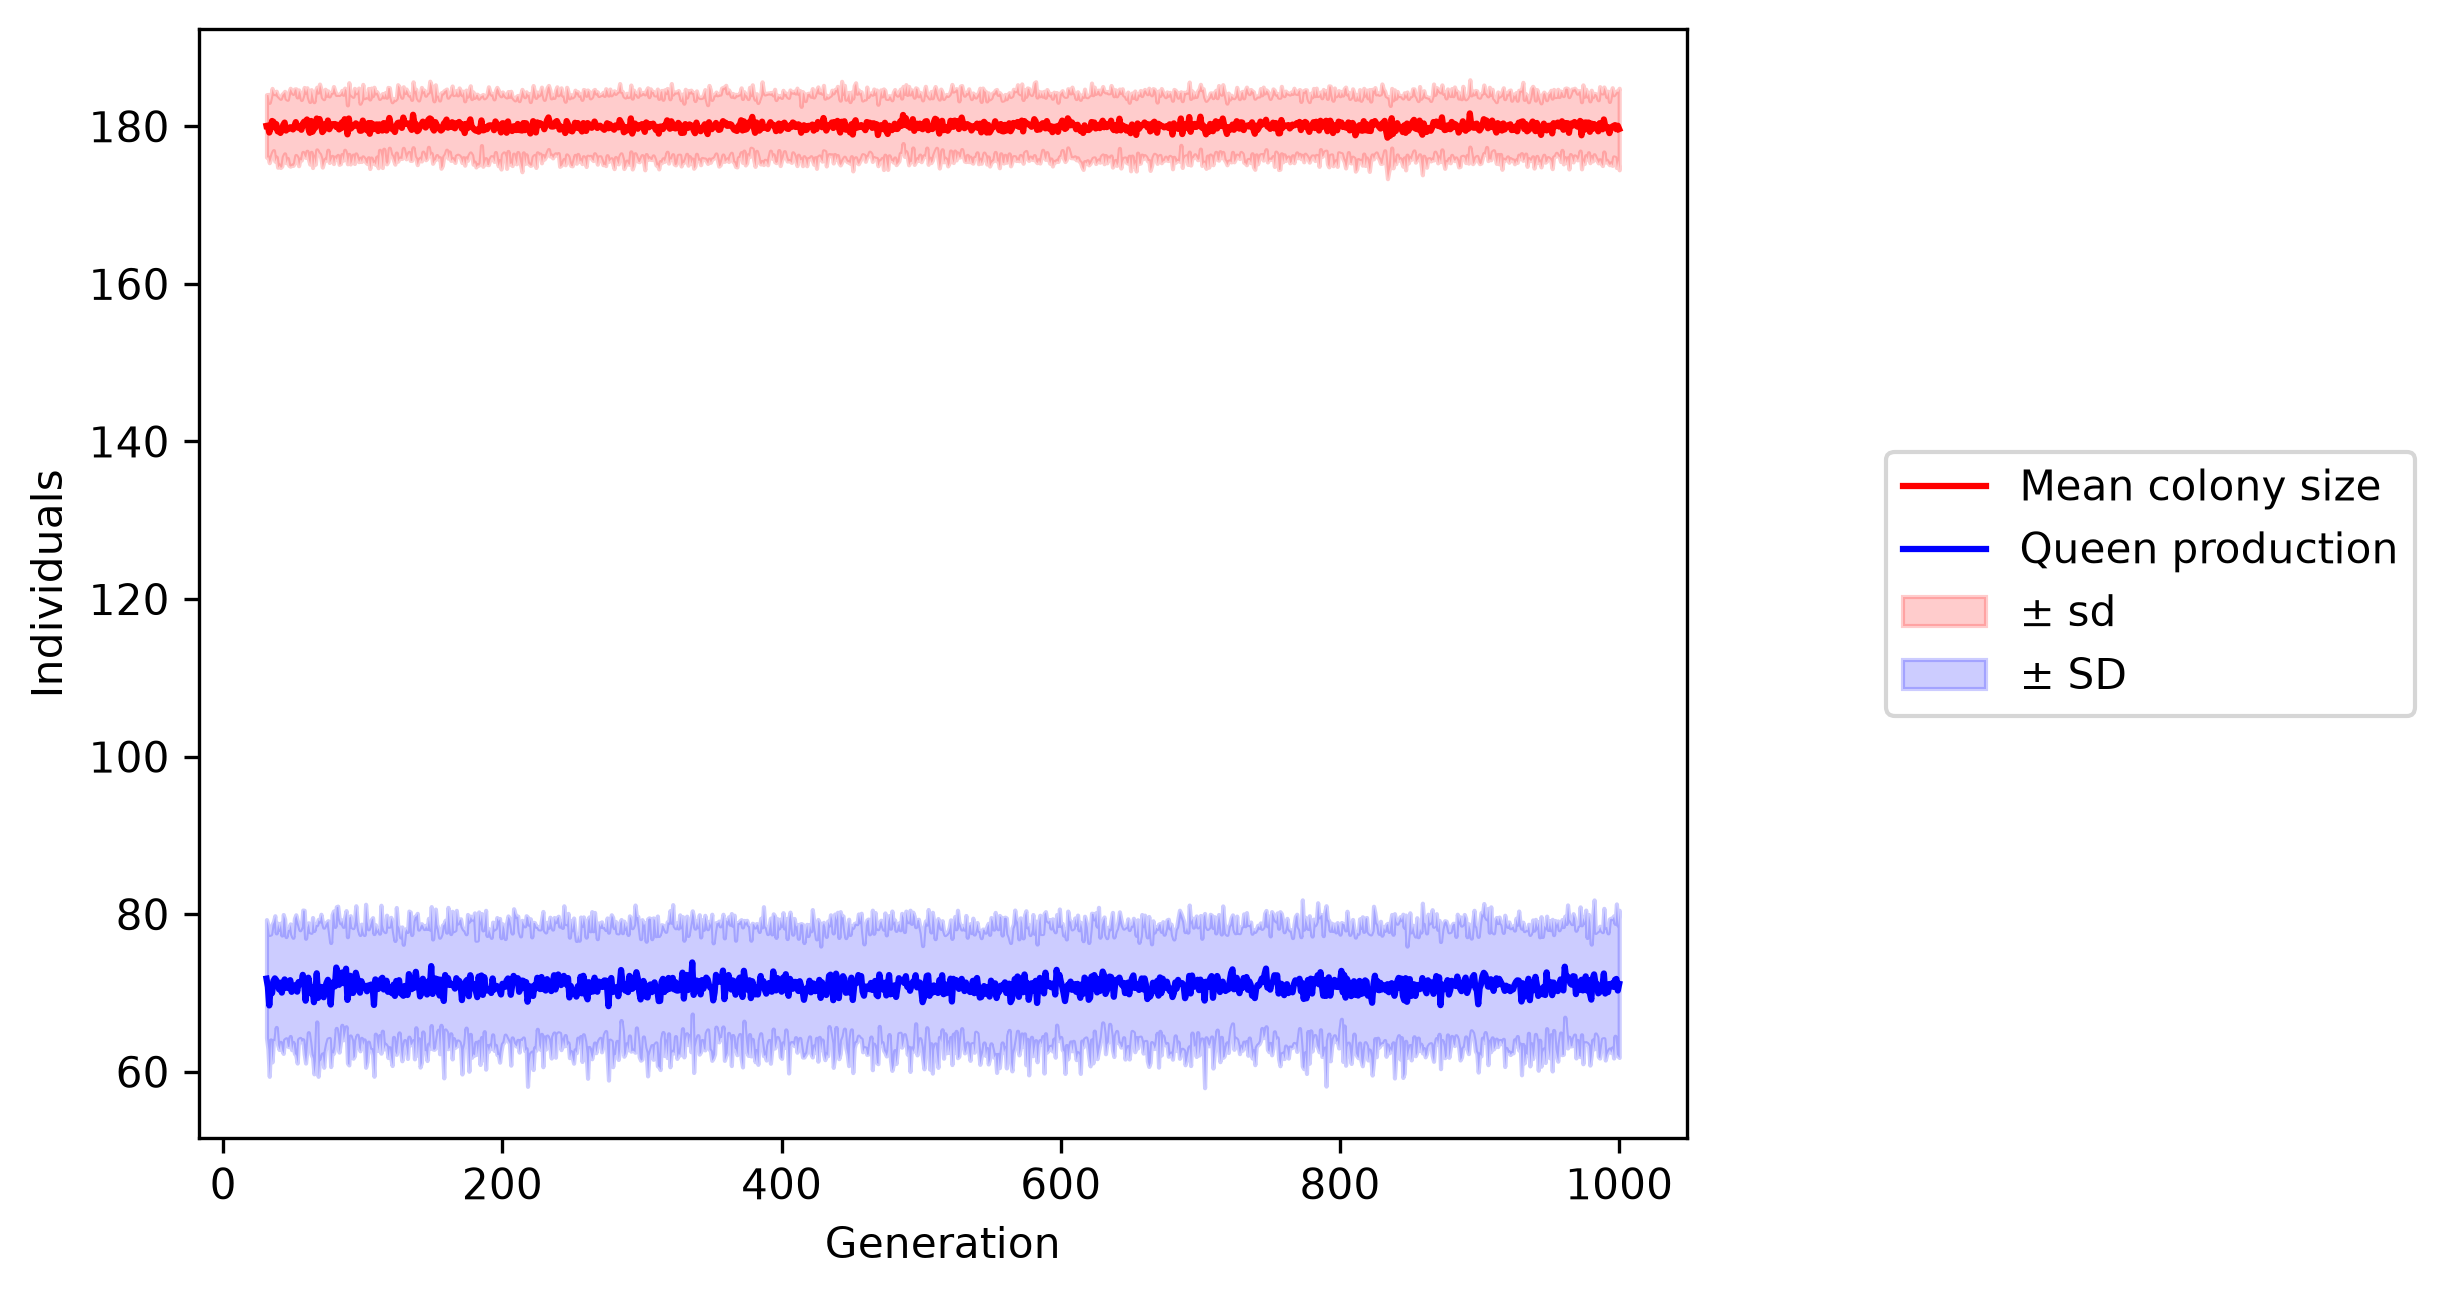 180
160
140
120
100
80
60
Individuals
0 200 400 600 800 1000
Generation
Mean colony size
Queen production
± sd
± SD